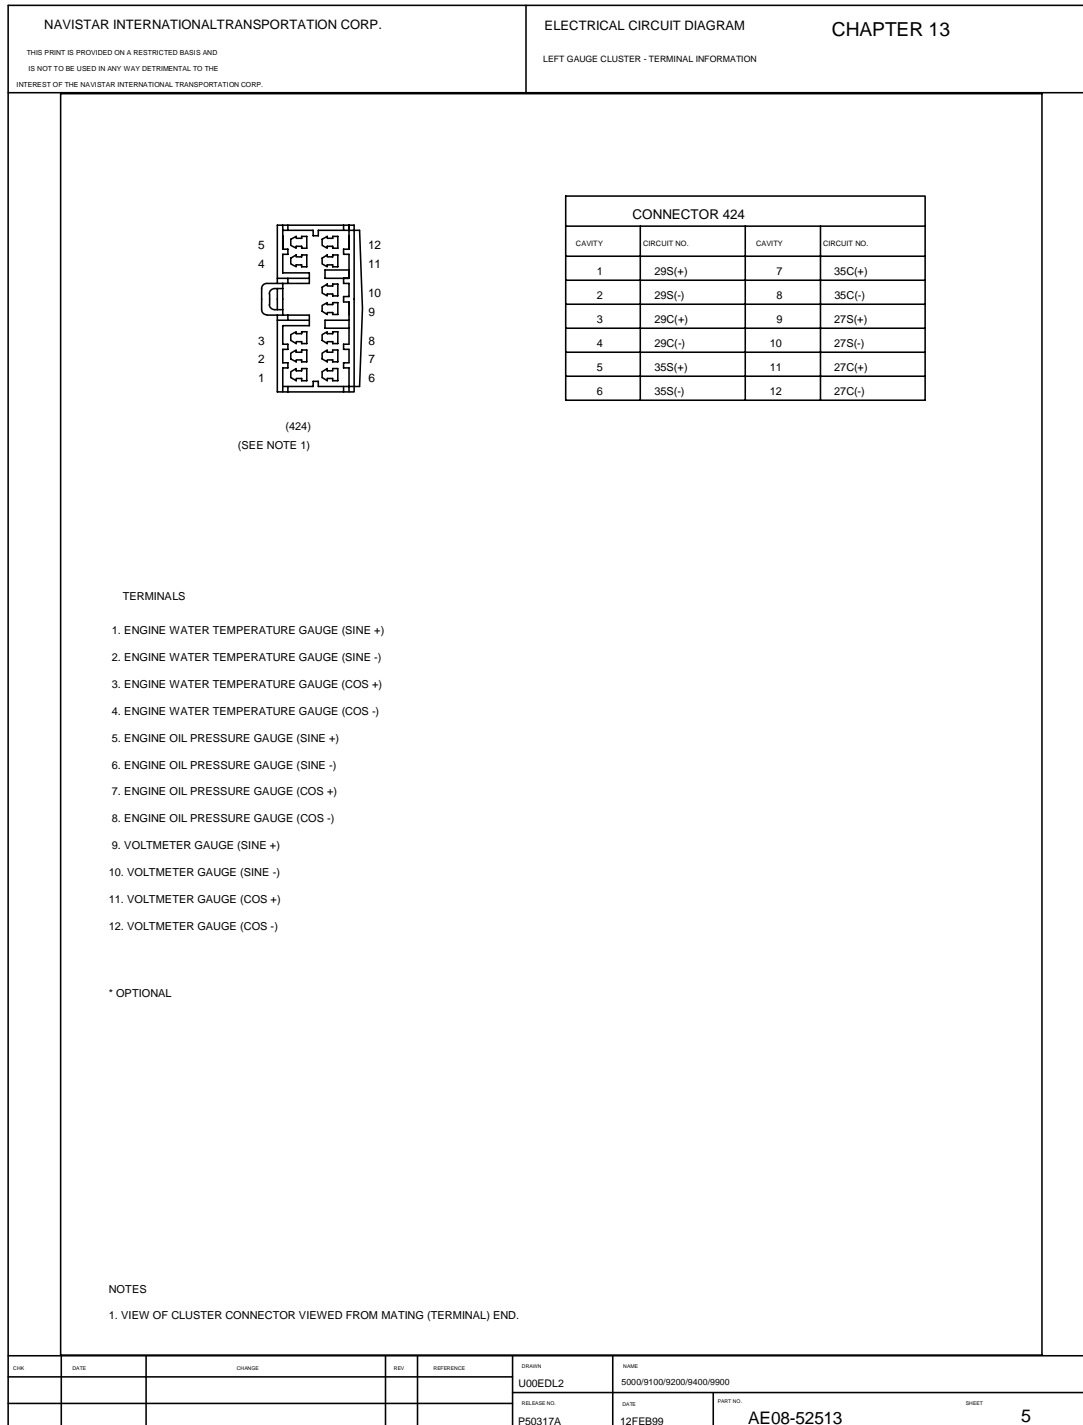 NAVISTAR INTERNATIONALTRANSPORTATION CORP.
THIS PRINT IS PROVIDED ON A RESTRICTED BASIS AND
IS NOT TO BE USED IN ANY WAY DETRIMENTAL TO THE
INTEREST OF THE NAVISTAR INTERNATIONAL TRANSPORTATION CORP.
ELECTRICAL CIRCUIT DIAGRAM
CHAPTER 13
LEFT GAUGE CLUSTER - TERMINAL INFORMATION
5 12
4 11
10
9
3 8
2 7
1 6
(424)
(SEE NOTE 1)
CONNECTOR 424
CAVITY CIRCUIT NO. CAVITY CIRCUIT NO.
1 29S(+) 7 35C(+)
2 29S(-) 8 35C(-)
3 29C(+) 9 27S(+)
4 29C(-) 10 27S(-)
5 35S(+) 11 27C(+)
6 35S(-) 12 27C(-)
TERMINALS
1. ENGINE WATER TEMPERATURE GAUGE (SINE +)
2. ENGINE WATER TEMPERATURE GAUGE (SINE -)
3. ENGINE WATER TEMPERATURE GAUGE (COS +)
4. ENGINE WATER TEMPERATURE GAUGE (COS -)
5. ENGINE OIL PRESSURE GAUGE (SINE +)
6. ENGINE OIL PRESSURE GAUGE (SINE -)
7. ENGINE OIL PRESSURE GAUGE (COS +)
8. ENGINE OIL PRESSURE GAUGE (COS -)
9. VOLTMETER GAUGE (SINE +)
10. VOLTMETER GAUGE (SINE -)
11. VOLTMETER GAUGE (COS +)
12. VOLTMETER GAUGE (COS -)
* OPTIONAL
NOTES
1. VIEW OF CLUSTER CONNECTOR VIEWED FROM MATING (TERMINAL) END.
CHK DATE CHANGE REV REFERENCE
DRAWN
U00EDL2
NAME
5000/9100/9200/9400/9900
RELEASE NO.
P50317A
DATE
12FEB99
PART NO.
AE08-52513
SHEET
5